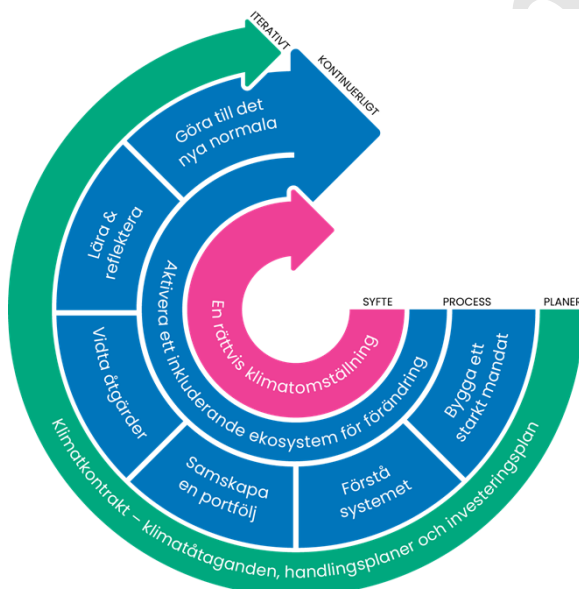 ITERATIVT
KONTINUERLIGT
Göra till det
nya normala
Lära &
reflektera
Vidta åtgärder
Samskapa
en portfölj
Förstå
systemet
Bygga ett
starkt mandat
Aktivera ett inkluderande ekosystem för förändring
En rättvis klimatomställning
SYFTE
PROCESS
PLANER
Klimatkontrakt – klimatåtaganden, handlingsplaner och investeringsplan